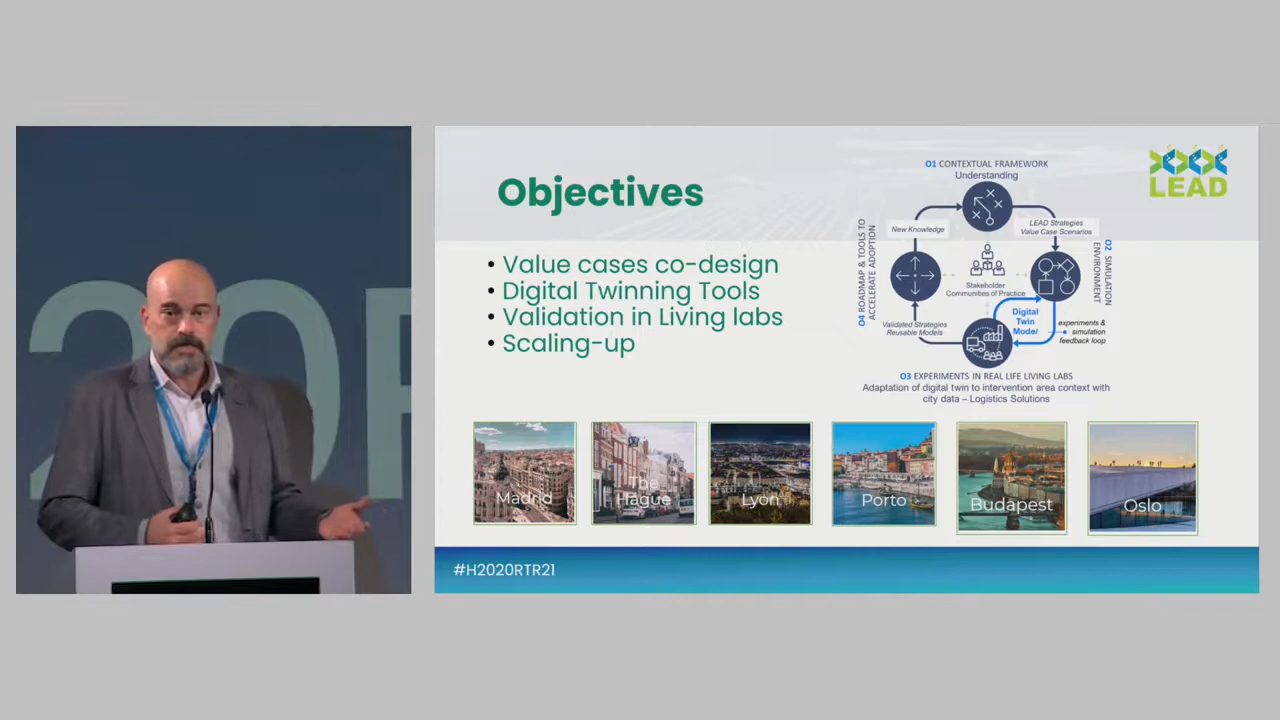 20R
Objectives
• Value cases co-design
• Digital Twinning Tools
• Validation in Living labs
• Scaling-up
O1 CONTEXTUAL FRAMEWORK
Understanding
LEAD
New Knowledge
LEAD Strategies
Value Case Scenarios
O4 ROADMAP & TOOLS TO
ACCELERATE ADOPTION
O2 SIMULATION
ENVIRONMENT
Stakeholder
Communities of Practice
Digital
Twin
Model
experiments &
simulation
feedback loop
Validated Strategies
Reusable Models
O3 EXPERIMENTS IN REAL LIFE LIVING LABS
Adaptation of digital twin to intervention area context with
city data – Logistics Solutions
Madrid
The
Hague
Lyon
Porto
Budapest
Oslo
#H2020RTR21